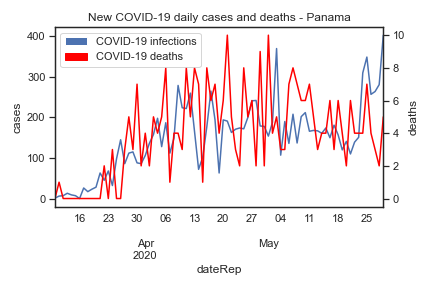 New COVID-19 daily cases and deaths - Panama
COVID-19 infections
COVID-19 deaths
cases
400
300
200
100
0
deaths
10
8
6
4
2
0
16 23 30 06 13 20 27 04 11 18 25
Apr May
2020
dateRep